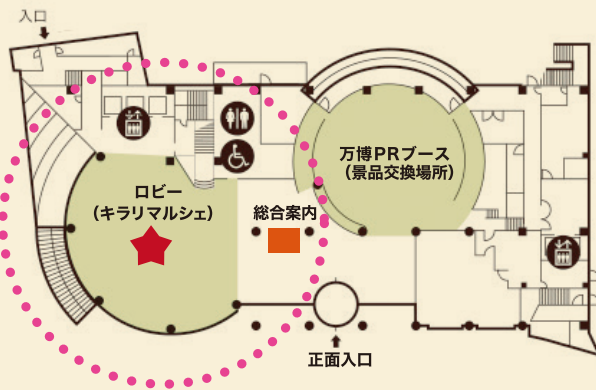 入口
万博PRブース
（景品交換場所）
ロビー
（キラリマルシェ）
総合案内
正面入口